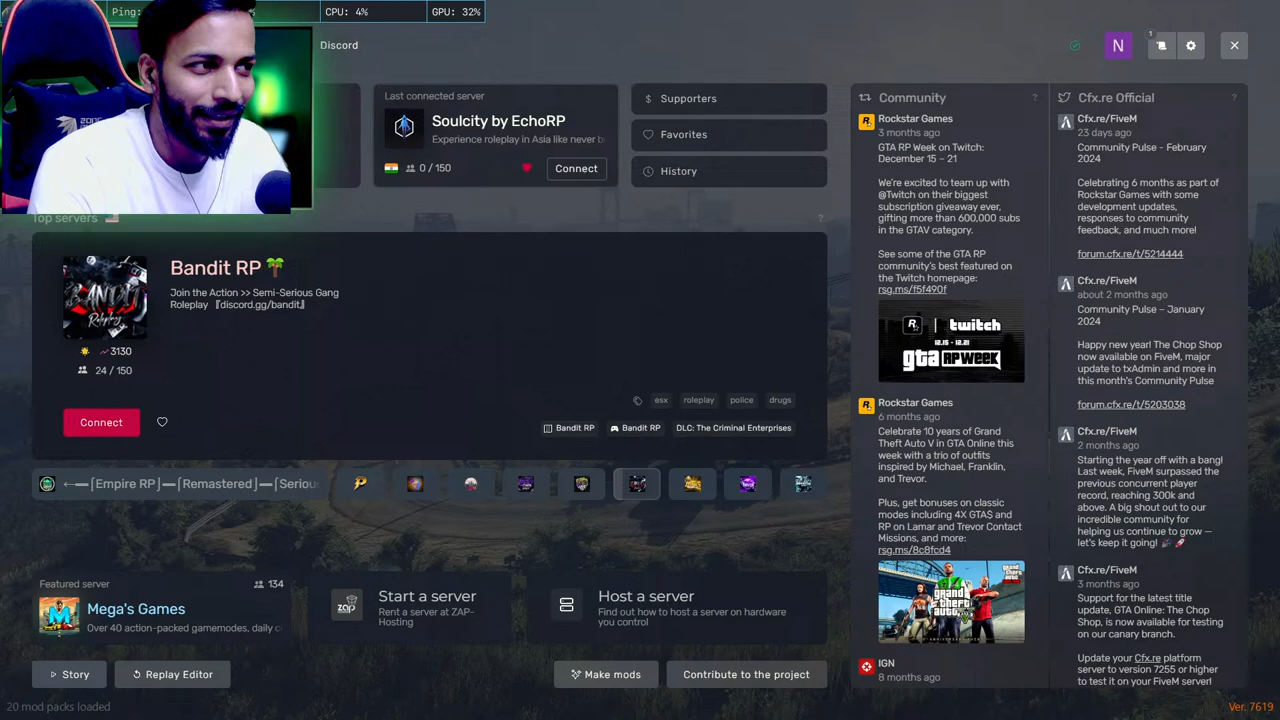 Ping:
CPU: 4%
GPU: 32%
Discord
N
1
Last connected server
Soulcity by EchoRP
Experience roleplay in Asia like never b
0 / 150
Connect
Supporters
Favorites
History
Top servers
?
Bandit RP
Join the Action >> Semi-Serious Gang
Roleplay 『discord.gg/bandit』
BANDIT
Roleplay
3130
24 / 150
Connect
esx
roleplay
police
drugs
Bandit RP
Bandit RP
DLC: The Criminal Enterprises
[Empire RP]
[Remastered]
[Seriou
Featured server
134
Mega's Games
Over 40 action-packed gamemodes, daily c
ZAP
Start a server
Rent a server at ZAP-
Hosting
Host a server
Find out how to host a server on hardware
you control
Story
Replay Editor
Make mods
Contribute to the project
20 mod packs loaded
Community
?
Rockstar Games
3 months ago
GTA RP Week on Twitch:
December 15 – 21
We're excited to team up with
@Twitch on their biggest
subscription giveaway ever,
gifting more than 600,000 subs
in the GTAV category.
See some of the GTA RP
community's best featured on
the Twitch homepage:
rsg.ms/f5f490f
R
twitch
12.15 - 12.21
gta RP WEEK
Rockstar Games
6 months ago
Celebrate 10 years of Grand
Theft Auto V in GTA Online this
week with a trio of outfits
inspired by Michael, Franklin,
and Trevor.
Plus, get bonuses on classic
modes including 4X GTA$ and
RP on Lamar and Trevor Contact
Missions, and more:
rsg.ms/8c8fcd4
grand
theft
auto
IGN
8 months ago
Cfx.re Official
?
Cfx.re/FiveM
23 days ago
Community Pulse - February
2024
Celebrating 6 months as part of
Rockstar Games with some
development updates,
responses to community
feedback, and much more!
forum.cfx.re/t/5214444
Cfx.re/FiveM
about 2 months ago
Community Pulse – January
2024
Happy new year! The Chop Shop
now available on FiveM, major
update to txAdmin and more in
this month's Community Pulse
forum.cfx.re/t/5203038
Cfx.re/FiveM
2 months ago
Starting the year off with a bang!
Last week, FiveM surpassed the
previous concurrent player
record, reaching 300k and
above. A big shout out to our
incredible community for
helping us continue to grow —
let's keep it going! 🎉 🚀
Cfx.re/FiveM
3 months ago
Support for the latest title
update, GTA Online: The Chop
Shop, is now available for testing
on our canary branch.
Update your Cfx.re platform
server to version 7255 or higher
to test it on your FiveM server!
Ver. 7619